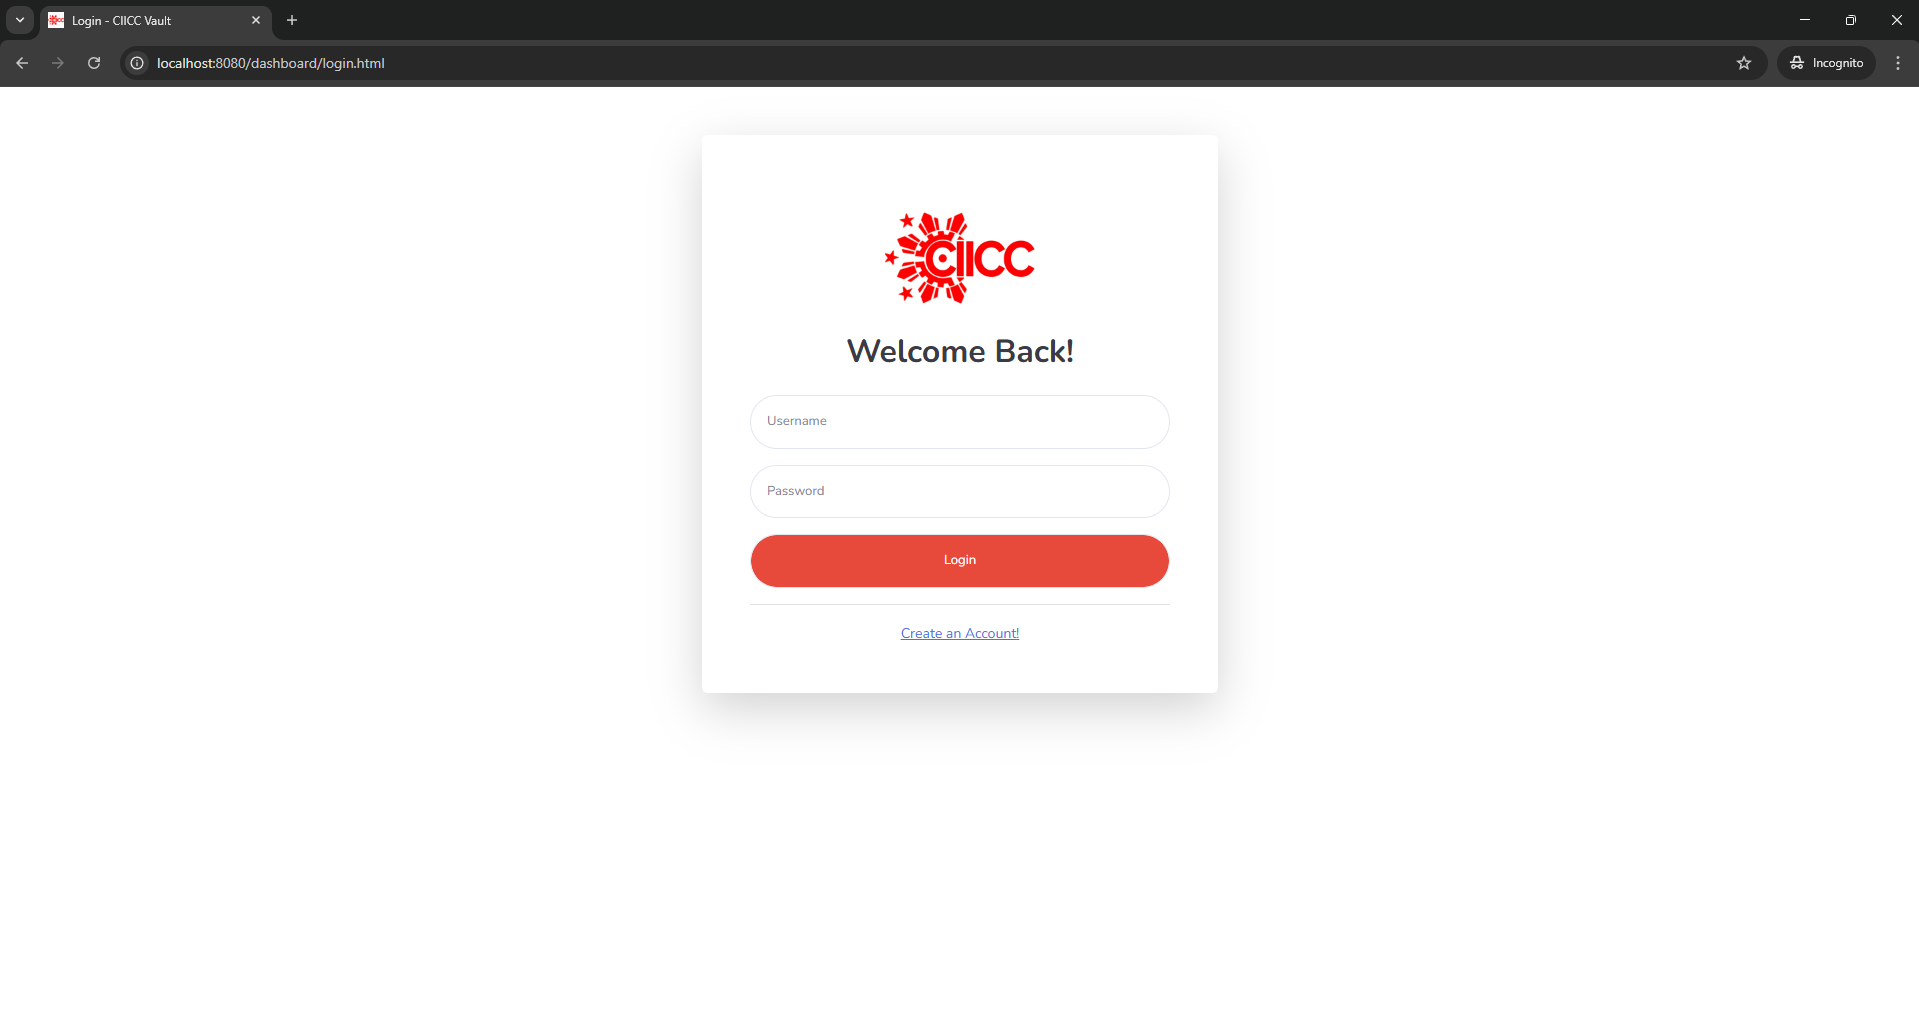 Login - CIICC Vault
localhost:8080/dashboard/login.html
Incognito
CIICC
Welcome Back!
Username
Password
Login
Create an Account!